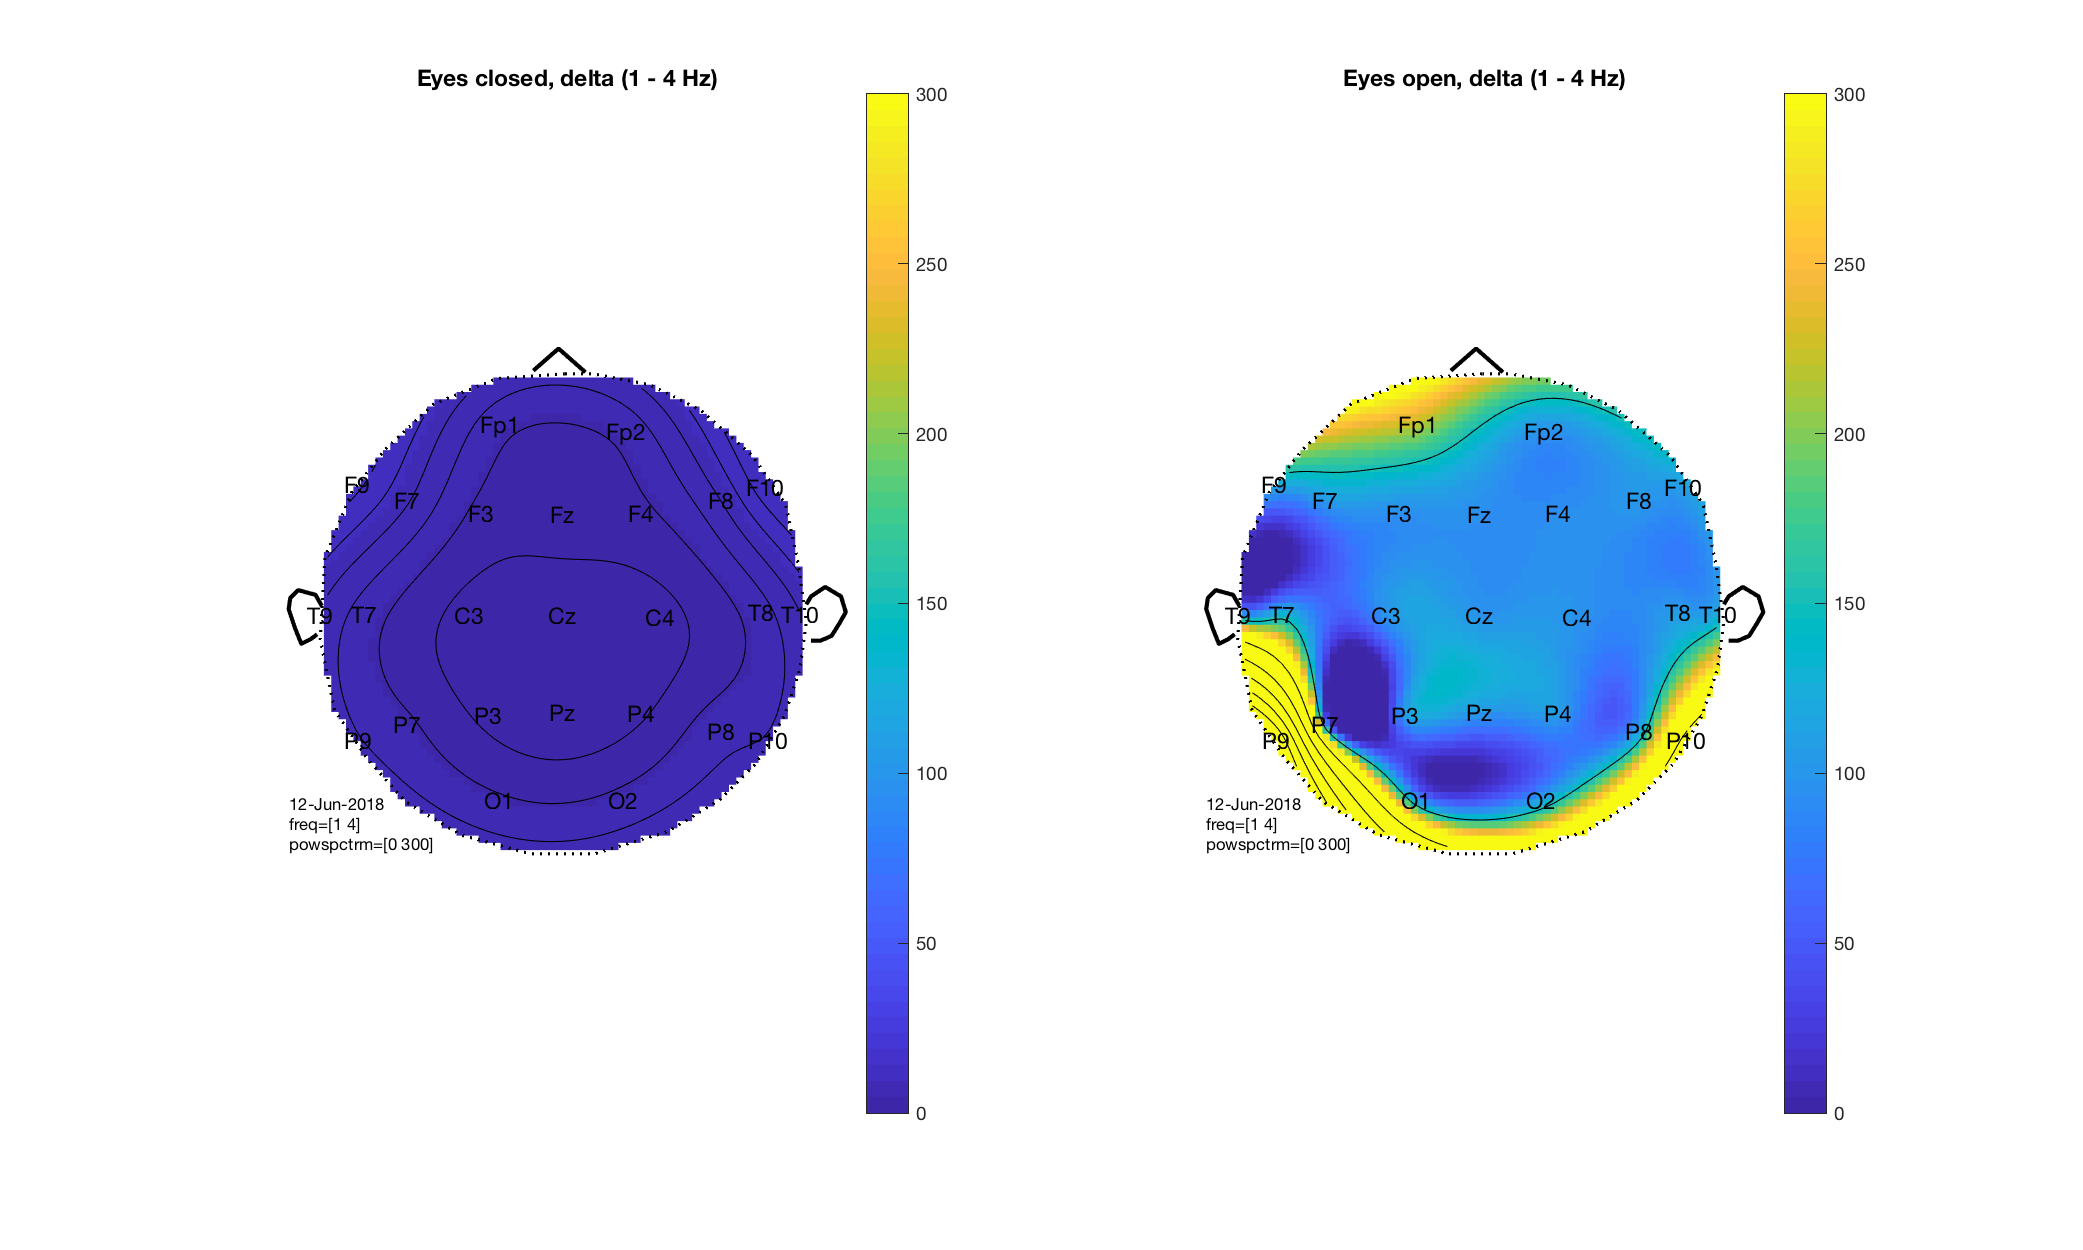 Eyes closed, delta (1 - 4 Hz)
300
250
200
150
100
50
0
Fp1 Fp2
F9 F7 F3 Fz F4 F8 F10
T9 T7 C3 Cz C4 T8 T10
P9 P7 P3 Pz P4 P8 P10
O1 O2
12-Jun-2018
freq=[1 4]
powspctrm=[0 300]
Eyes open, delta (1 - 4 Hz)
300
250
200
150
100
50
0
Fp1 Fp2
F9 F7 F3 Fz F4 F8 F10
T9 T7 C3 Cz C4 T8 T10
P9 P7 P3 Pz P4 P8 P10
O1 O2
12-Jun-2018
freq=[1 4]
powspctrm=[0 300]